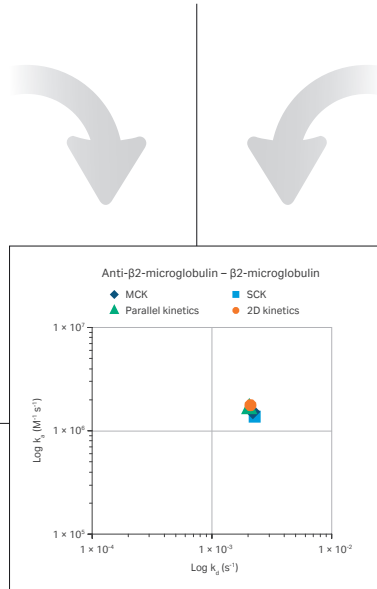 Anti-β2-microglobulin – β2-microglobulin
MCK SCK
Parallel kinetics 2D kinetics
1 × 10⁷
1 × 10⁶
1 × 10⁵
Log kₐ (M⁻¹ s⁻¹)
1 × 10⁻⁴ 1 × 10⁻³ 1 × 10⁻²
Log k_d (s⁻¹)